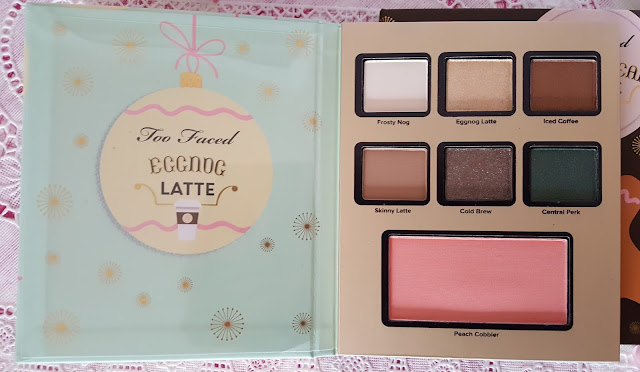 Too Faced
EGGNOG
LATTE
Frosty Nog
Eggnog Latte
Iced Coffee
Skinny Latte
Cold Brew
Central Perk
Peach Cobbler